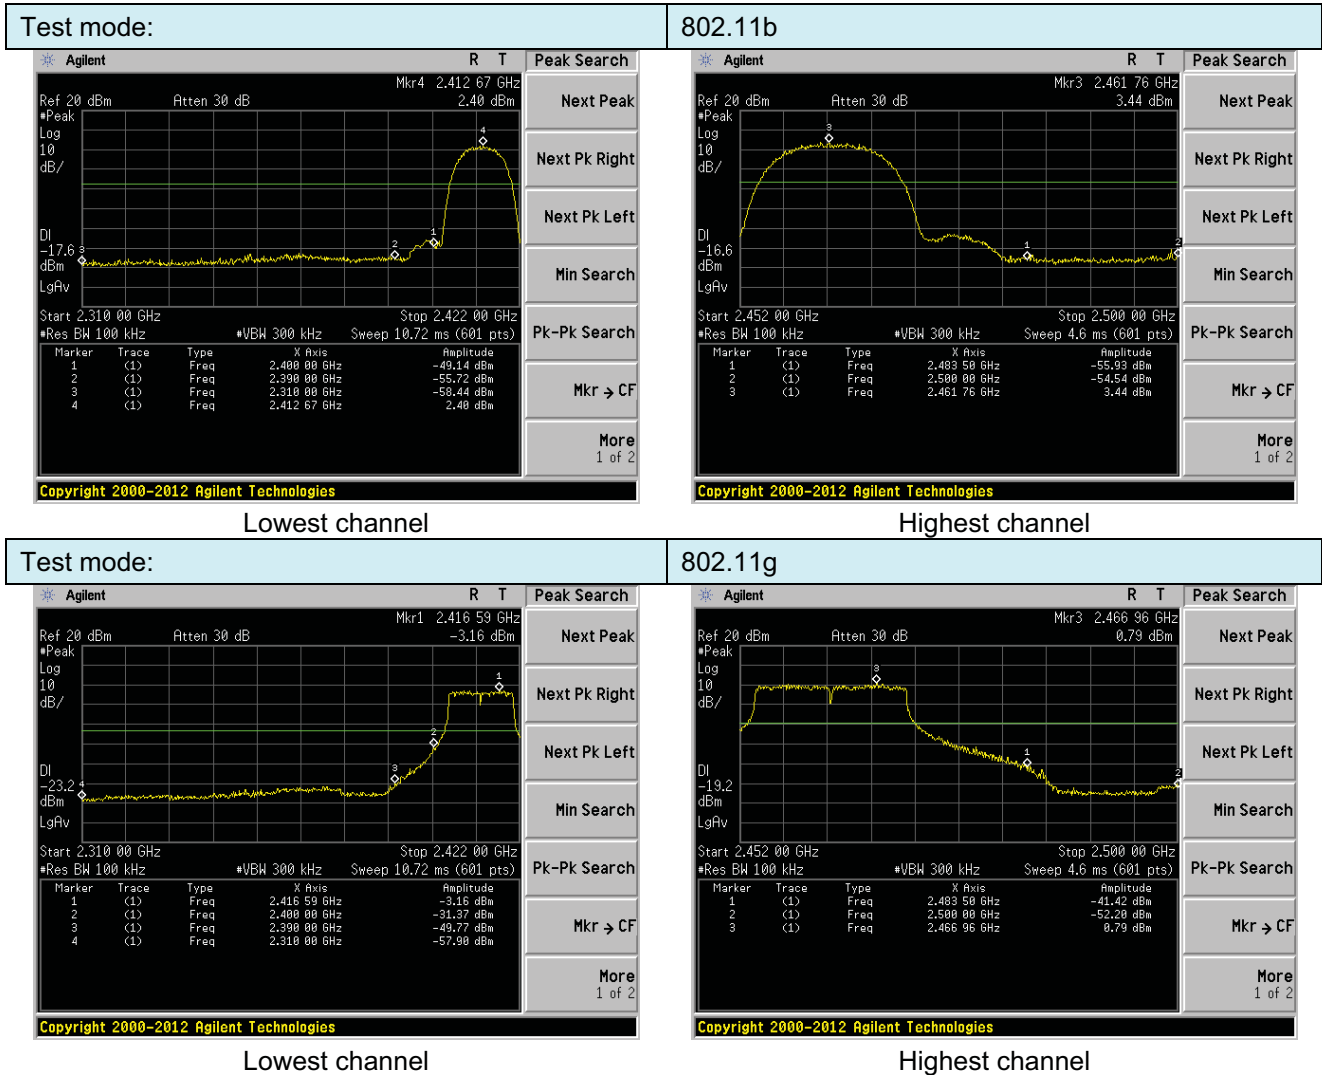 Test mode: 802.11b
Agilent R T Peak Search
Mkr4 2.412 67 GHz
Ref 20 dBm Atten 30 dB 2.40 dBm
#Peak
Log
10
dB/
4
1
2
3
DI
-17.6
dBm
LgAv
Start 2.310 00 GHz Stop 2.422 00 GHz
#Res BW 100 kHz #VBW 300 kHz Sweep 10.72 ms (601 pts)
Marker Trace Type X Axis Amplitude
1 (1) Freq 2.400 00 GHz -49.14 dBm
2 (1) Freq 2.390 00 GHz -55.72 dBm
3 (1) Freq 2.310 00 GHz -58.44 dBm
4 (1) Freq 2.412 67 GHz 2.40 dBm
Next Peak
Next Pk Right
Next Pk Left
Min Search
Pk-Pk Search
Mkr → CF
More
1 of 2
Copyright 2000-2012 Agilent Technologies
Lowest channel
Agilent R T Peak Search
Mkr3 2.461 76 GHz
Ref 20 dBm Atten 30 dB 3.44 dBm
#Peak
Log
10
dB/
3
1
2
DI
-16.6
dBm
LgAv
Start 2.452 00 GHz Stop 2.500 00 GHz
#Res BW 100 kHz #VBW 300 kHz Sweep 4.6 ms (601 pts)
Marker Trace Type X Axis Amplitude
1 (1) Freq 2.483 50 GHz -55.93 dBm
2 (1) Freq 2.500 00 GHz -54.54 dBm
3 (1) Freq 2.461 76 GHz 3.44 dBm
Next Peak
Next Pk Right
Next Pk Left
Min Search
Pk-Pk Search
Mkr → CF
More
1 of 2
Copyright 2000-2012 Agilent Technologies
Highest channel
Test mode: 802.11g
Agilent R T Peak Search
Mkr1 2.416 59 GHz
Ref 20 dBm Atten 30 dB -3.16 dBm
#Peak
Log
10
dB/
1
2
3
4
DI
-23.2
dBm
LgAv
Start 2.310 00 GHz Stop 2.422 00 GHz
#Res BW 100 kHz #VBW 300 kHz Sweep 10.72 ms (601 pts)
Marker Trace Type X Axis Amplitude
1 (1) Freq 2.416 59 GHz -3.16 dBm
2 (1) Freq 2.400 00 GHz -31.37 dBm
3 (1) Freq 2.390 00 GHz -49.77 dBm
4 (1) Freq 2.310 00 GHz -57.90 dBm
Next Peak
Next Pk Right
Next Pk Left
Min Search
Pk-Pk Search
Mkr → CF
More
1 of 2
Copyright 2000-2012 Agilent Technologies
Lowest channel
Agilent R T Peak Search
Mkr3 2.466 96 GHz
Ref 20 dBm Atten 30 dB 0.79 dBm
#Peak
Log
10
dB/
3
1
2
DI
-19.2
dBm
LgAv
Start 2.452 00 GHz Stop 2.500 00 GHz
#Res BW 100 kHz #VBW 300 kHz Sweep 4.6 ms (601 pts)
Marker Trace Type X Axis Amplitude
1 (1) Freq 2.483 50 GHz -41.42 dBm
2 (1) Freq 2.500 00 GHz -52.20 dBm
3 (1) Freq 2.466 96 GHz 0.79 dBm
Next Peak
Next Pk Right
Next Pk Left
Min Search
Pk-Pk Search
Mkr → CF
More
1 of 2
Copyright 2000-2012 Agilent Technologies
Highest channel